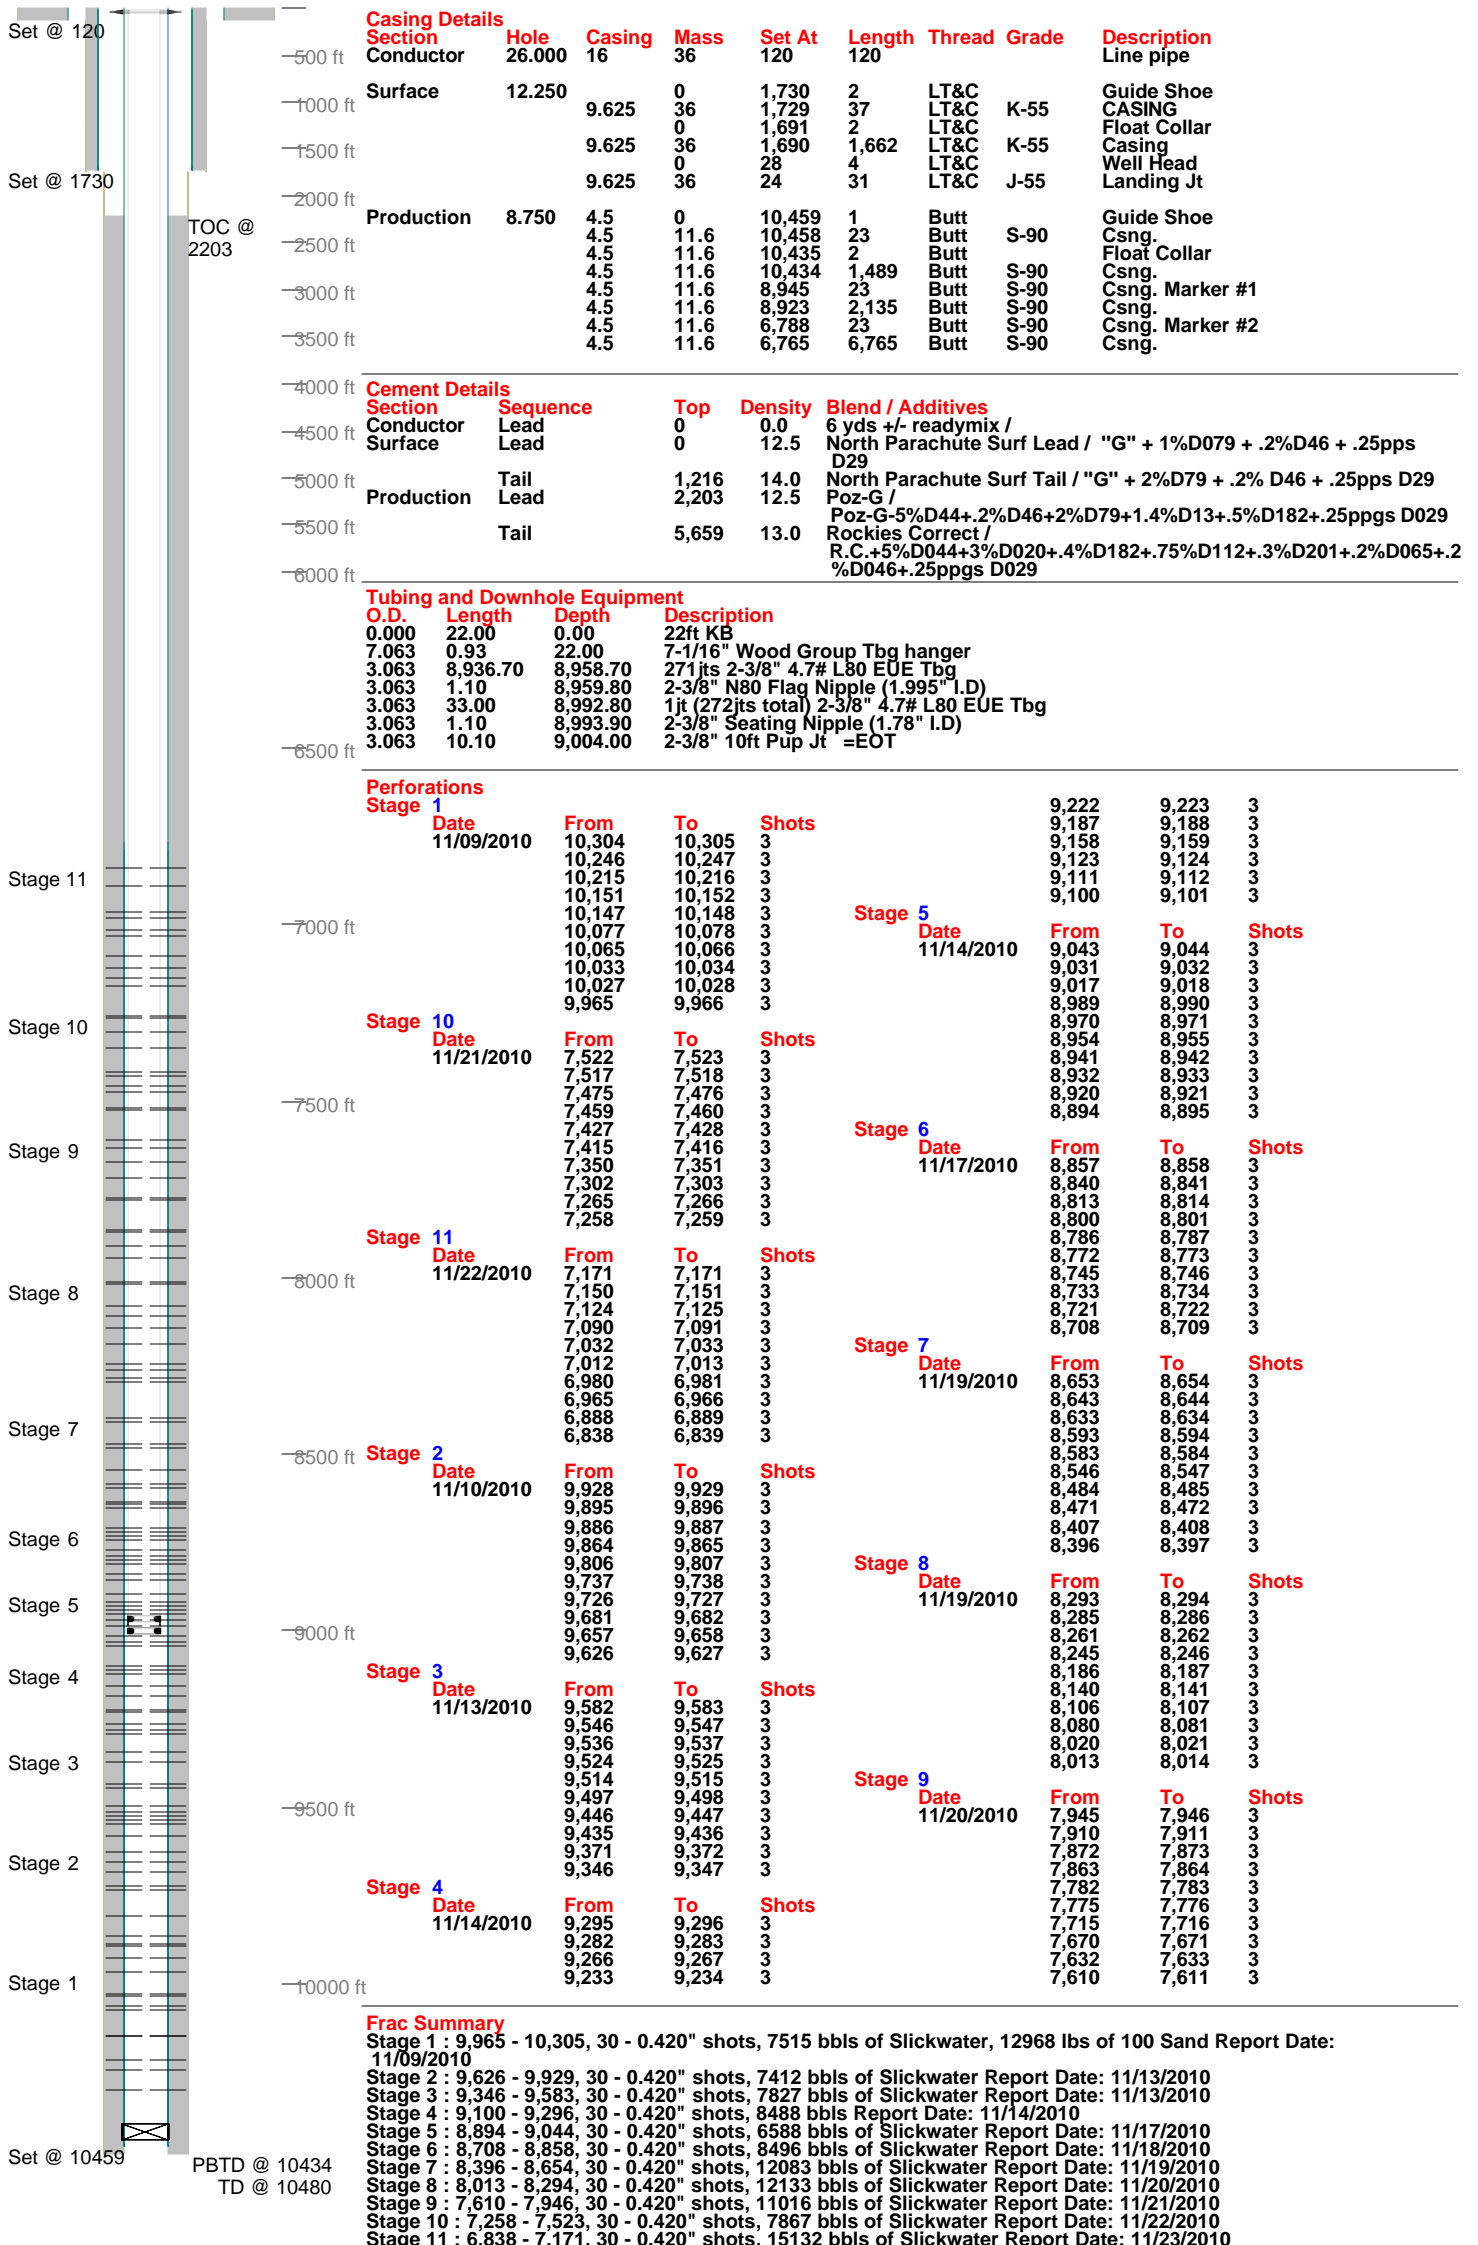 Set @ 120
Set @ 1730
TOC @
2203
Stage 11
Stage 10
Stage 9
Stage 8
Stage 7
Stage 6
Stage 5
Stage 4
Stage 3
Stage 2
Stage 1
Set @ 10459
PBTD @ 10434
TD @ 10480
500 ft
1000 ft
1500 ft
2000 ft
2500 ft
3000 ft
3500 ft
4000 ft
4500 ft
5000 ft
5500 ft
6000 ft
6500 ft
7000 ft
7500 ft
8000 ft
8500 ft
9000 ft
9500 ft
10000 ft
Casing Details
Section Hole Casing Mass Set At Length Thread Grade Description
Conductor 26.000 16 36 120 120 Line pipe
Surface 12.250 0 1,730 2 LT&C Guide Shoe
9.625 36 1,729 37 LT&C K-55 CASING
0 1,691 2 LT&C Float Collar
9.625 36 1,690 1,662 LT&C K-55 Casing
0 28 4 LT&C Well Head
9.625 36 24 31 LT&C J-55 Landing Jt
Production 8.750 4.5 0 10,459 1 Butt Guide Shoe
4.5 11.6 10,458 23 Butt S-90 Csng.
4.5 11.6 10,435 2 Butt Float Collar
4.5 11.6 10,434 1,489 Butt S-90 Csng.
4.5 11.6 8,945 23 Butt S-90 Csng. Marker #1
4.5 11.6 8,923 2,135 Butt S-90 Csng.
4.5 11.6 6,788 23 Butt S-90 Csng. Marker #2
4.5 11.6 6,765 6,765 Butt S-90 Csng.
Cement Details
Section Sequence Top Density Blend / Additives
Conductor Lead 0 0.0 6 yds +/- readymix /
Surface Lead 0 12.5 North Parachute Surf Lead / "G" + 1%D079 + .2%D46 + .25pps
D29
Tail 1,216 14.0 North Parachute Surf Tail / "G" + 2%D79 + .2% D46 + .25pps D29
Production Lead 2,203 12.5 Poz-G /
Poz-G-5%D44+.2%D46+2%D79+1.4%D13+.5%D182+.25ppgs D029
Tail 5,659 13.0 Rockies Correct /
R.C.+5%D044+3%D020+.4%D182+.75%D112+.3%D201+.2%D065+.2
%D046+.25ppgs D029
Tubing and Downhole Equipment
O.D. Length Depth Description
0.000 22.00 0.00 22ft KB
7.063 0.93 22.00 7-1/16" Wood Group Tbg hanger
3.063 8,936.70 8,958.70 271jts 2-3/8" 4.7# L80 EUE Tbg
3.063 1.10 8,959.80 2-3/8" N80 Flag Nipple (1.995" I.D)
3.063 33.00 8,992.80 1jt (272jts total) 2-3/8" 4.7# L80 EUE Tbg
3.063 1.10 8,993.90 2-3/8" Seating Nipple (1.78" I.D)
3.063 10.10 9,004.00 2-3/8" 10ft Pup Jt =EOT
Perforations
Stage 1
Date From To Shots
11/09/2010 10,304 10,305 3
10,246 10,247 3
10,215 10,216 3
10,151 10,152 3
10,147 10,148 3
10,077 10,078 3
10,065 10,066 3
10,033 10,034 3
10,027 10,028 3
9,965 9,966 3
Stage 10
Date From To Shots
11/21/2010 7,522 7,523 3
7,517 7,518 3
7,475 7,476 3
7,459 7,460 3
7,427 7,428 3
7,415 7,416 3
7,350 7,351 3
7,302 7,303 3
7,265 7,266 3
7,258 7,259 3
Stage 11
Date From To Shots
11/22/2010 7,171 7,171 3
7,150 7,151 3
7,124 7,125 3
7,090 7,091 3
7,032 7,033 3
7,012 7,013 3
6,980 6,981 3
6,965 6,966 3
6,888 6,889 3
6,838 6,839 3
Stage 2
Date From To Shots
11/10/2010 9,928 9,929 3
9,895 9,896 3
9,886 9,887 3
9,864 9,865 3
9,806 9,807 3
9,737 9,738 3
9,726 9,727 3
9,681 9,682 3
9,657 9,658 3
9,626 9,627 3
Stage 3
Date From To Shots
11/13/2010 9,582 9,583 3
9,546 9,547 3
9,536 9,537 3
9,524 9,525 3
9,514 9,515 3
9,497 9,498 3
9,446 9,447 3
9,435 9,436 3
9,371 9,372 3
9,346 9,347 3
Stage 4
Date From To Shots
11/14/2010 9,295 9,296 3
9,282 9,283 3
9,266 9,267 3
9,233 9,234 3
9,222 9,223 3
9,187 9,188 3
9,158 9,159 3
9,123 9,124 3
9,111 9,112 3
9,100 9,101 3
Stage 5
Date From To Shots
11/14/2010 9,043 9,044 3
9,031 9,032 3
9,017 9,018 3
8,989 8,990 3
8,970 8,971 3
8,954 8,955 3
8,941 8,942 3
8,932 8,933 3
8,920 8,921 3
8,894 8,895 3
Stage 6
Date From To Shots
11/17/2010 8,857 8,858 3
8,840 8,841 3
8,813 8,814 3
8,800 8,801 3
8,786 8,787 3
8,772 8,773 3
8,745 8,746 3
8,733 8,734 3
8,721 8,722 3
8,708 8,709 3
Stage 7
Date From To Shots
11/19/2010 8,653 8,654 3
8,643 8,644 3
8,633 8,634 3
8,593 8,594 3
8,583 8,584 3
8,546 8,547 3
8,484 8,485 3
8,471 8,472 3
8,407 8,408 3
8,396 8,397 3
Stage 8
Date From To Shots
11/19/2010 8,293 8,294 3
8,285 8,286 3
8,261 8,262 3
8,245 8,246 3
8,186 8,187 3
8,140 8,141 3
8,106 8,107 3
8,080 8,081 3
8,020 8,021 3
8,013 8,014 3
Stage 9
Date From To Shots
11/20/2010 7,945 7,946 3
7,910 7,911 3
7,872 7,873 3
7,863 7,864 3
7,782 7,783 3
7,775 7,776 3
7,715 7,716 3
7,670 7,671 3
7,632 7,633 3
7,610 7,611 3
Frac Summary
Stage 1 : 9,965 - 10,305, 30 - 0.420" shots, 7515 bbls of Slickwater, 12968 lbs of 100 Sand Report Date:
11/09/2010
Stage 2 : 9,626 - 9,929, 30 - 0.420" shots, 7412 bbls of Slickwater Report Date: 11/13/2010
Stage 3 : 9,346 - 9,583, 30 - 0.420" shots, 7827 bbls of Slickwater Report Date: 11/13/2010
Stage 4 : 9,100 - 9,296, 30 - 0.420" shots, 8488 bbls Report Date: 11/14/2010
Stage 5 : 8,894 - 9,044, 30 - 0.420" shots, 6588 bbls of Slickwater Report Date: 11/17/2010
Stage 6 : 8,708 - 8,858, 30 - 0.420" shots, 8496 bbls of Slickwater Report Date: 11/18/2010
Stage 7 : 8,396 - 8,654, 30 - 0.420" shots, 12083 bbls of Slickwater Report Date: 11/19/2010
Stage 8 : 8,013 - 8,294, 30 - 0.420" shots, 12133 bbls of Slickwater Report Date: 11/20/2010
Stage 9 : 7,610 - 7,946, 30 - 0.420" shots, 11016 bbls of Slickwater Report Date: 11/21/2010
Stage 10 : 7,258 - 7,523, 30 - 0.420" shots, 7867 bbls of Slickwater Report Date: 11/22/2010
Stage 11 : 6,838 - 7,171, 30 - 0.420" shots, 15132 bbls of Slickwater Report Date: 11/23/2010